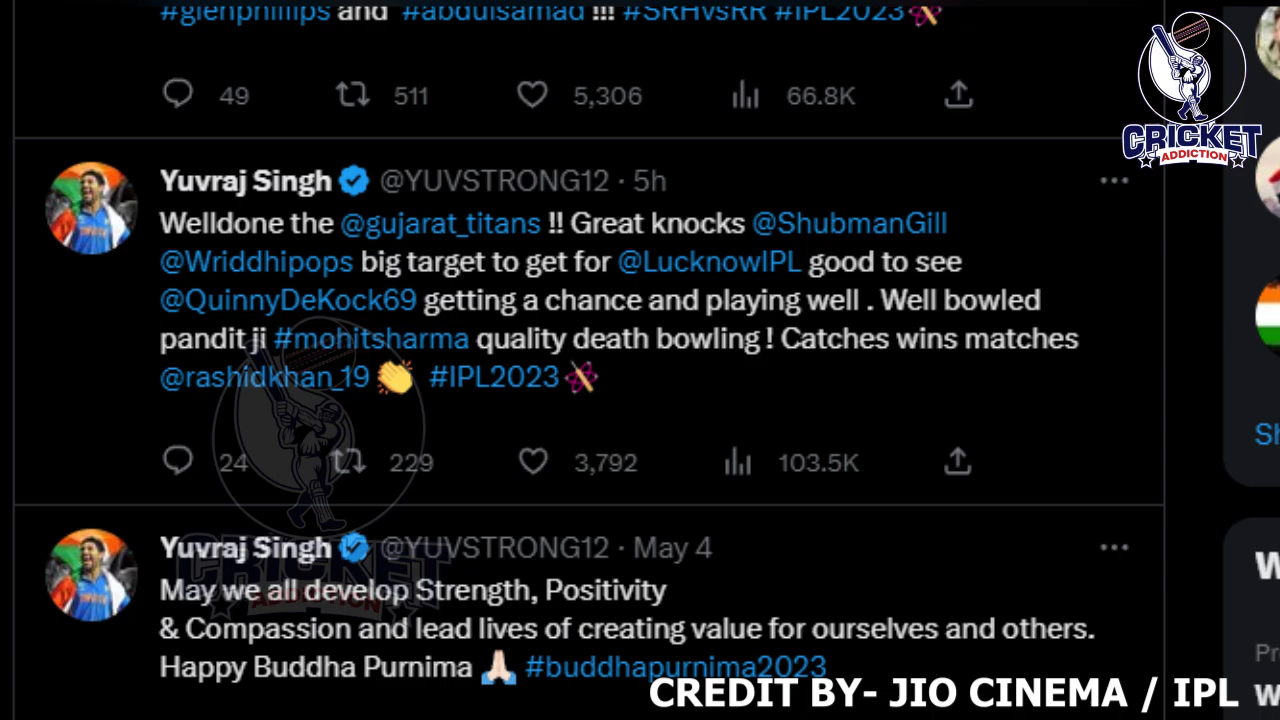 #glenphillips and #abdulsamad !!! #SRHvsRR #IPL2023
49 511 5,306 66.8K
CRICKET
ADDICTION
Yuvraj Singh @YUVSTRONG12 · 5h
Welldone the @gujarat_titans !! Great knocks @ShubmanGill
@Wriddhipops big target to get for @LucknowIPL good to see
@QuinnyDeKock69 getting a chance and playing well . Well bowled
pandit ji #mohitsharma quality death bowling ! Catches wins matches
@rashidkhan_19 👏 #IPL2023
24 229 3,792 103.5K
Yuvraj Singh @YUVSTRONG12 · May 4
CRICKET
ADDICTION
May we all develop Strength, Positivity
& Compassion and lead lives of creating value for ourselves and others.
Happy Buddha Purnima 🙏🏻 #buddhapurnima2023
CREDIT BY- JIO CINEMA / IPL